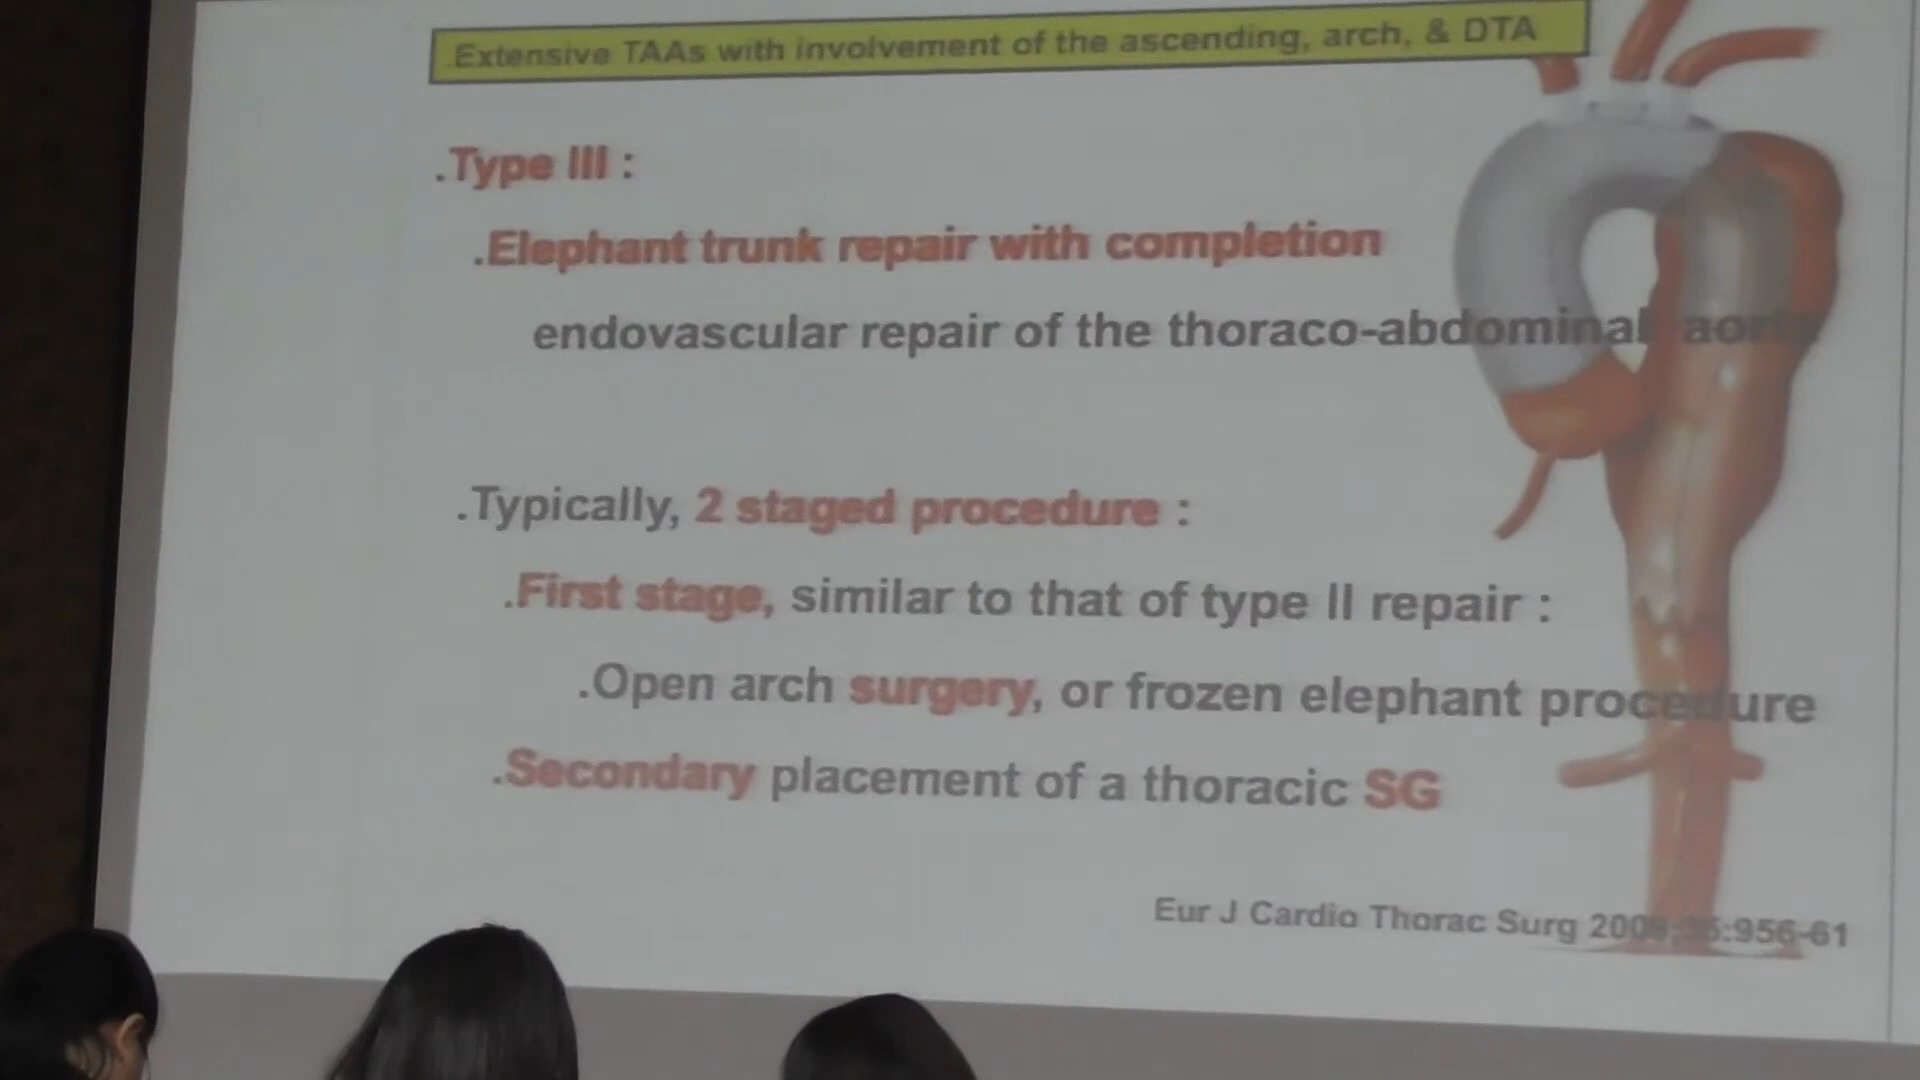 .Extensive TAAs with involvement of the ascending, arch, & DTA
.Type III :
.Elephant trunk repair with completion
endovascular repair of the thoraco-abdominal aorta
.Typically, 2 staged procedure :
.First stage, similar to that of type II repair :
.Open arch surgery, or frozen elephant procedure
.Secondary placement of a thoracic SG
Eur J Cardio Thorac Surg